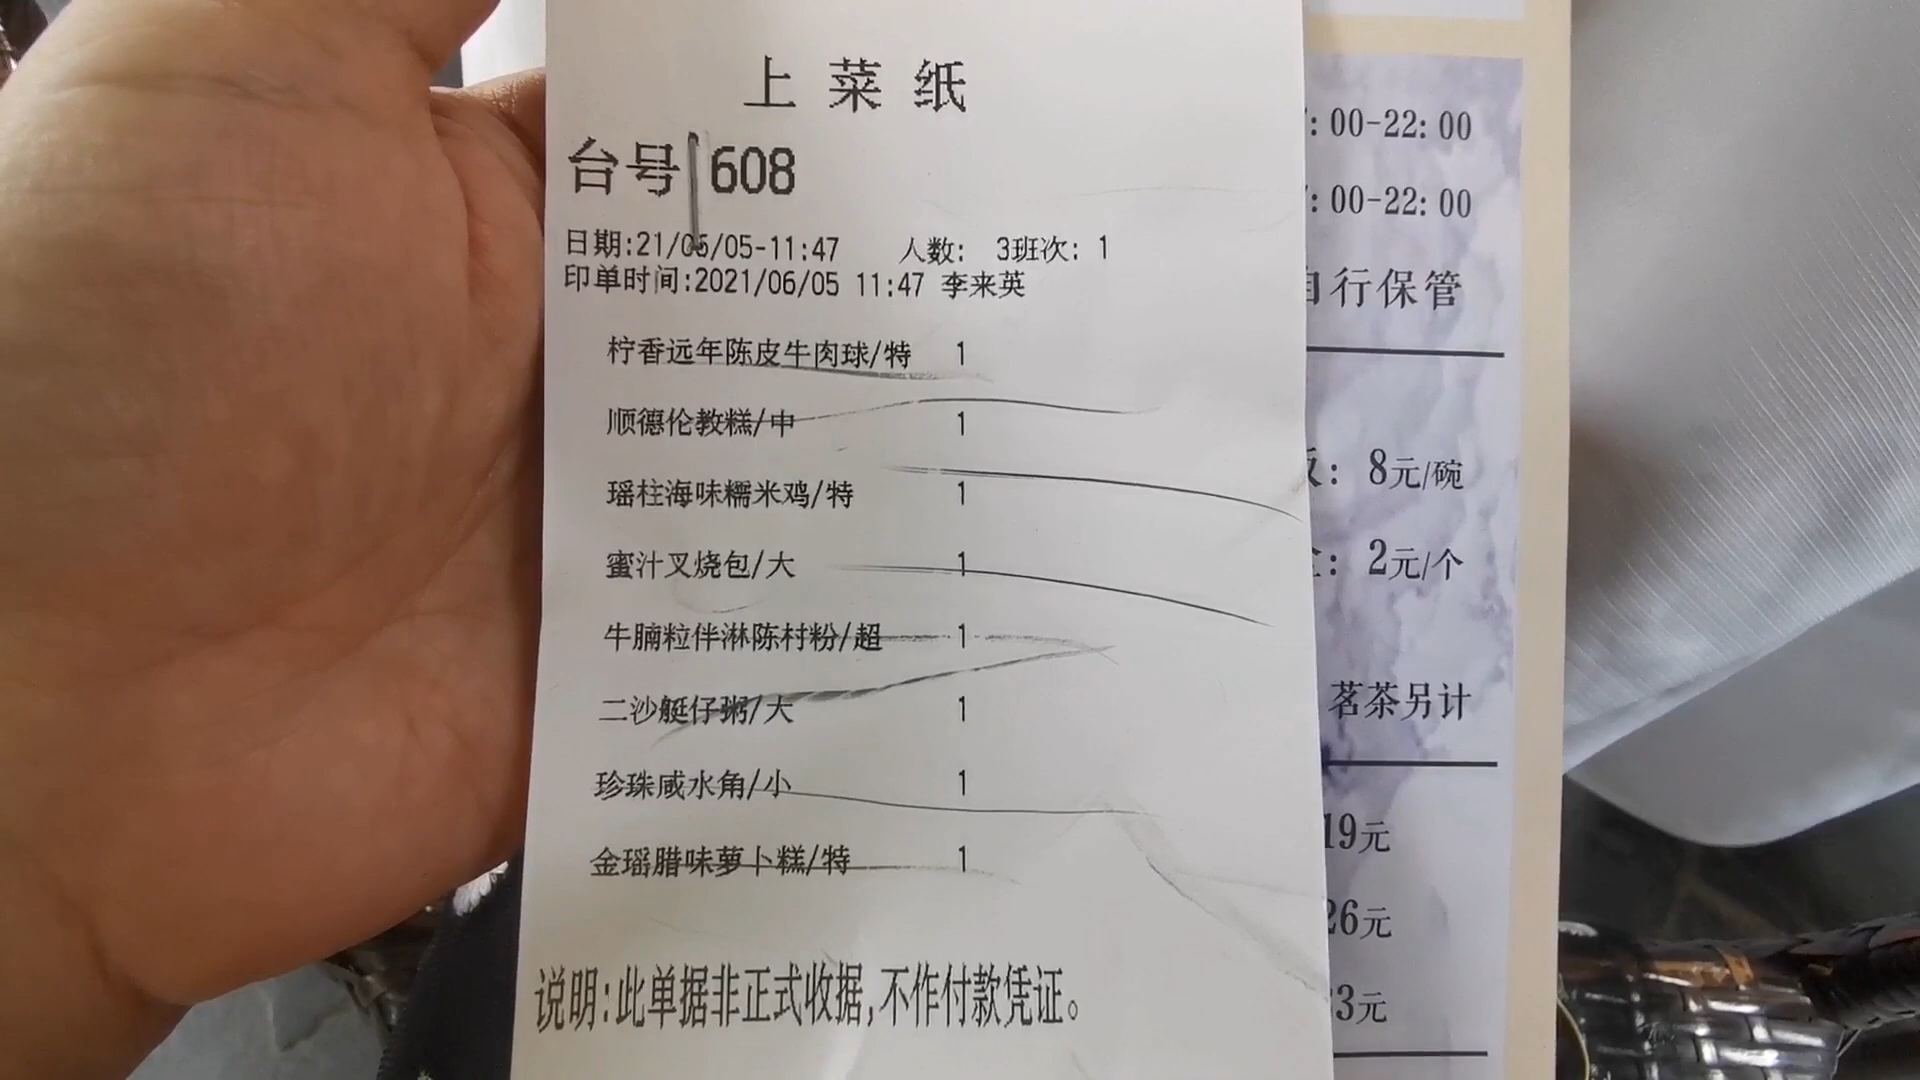 上菜纸
台号 608
日期:21/06/05-11:47 人数: 3班次: 1
印单时间:2021/06/05 11:47 李来英
柠香远年陈皮牛肉球/特 1
顺德伦教糕/中 1
瑶柱海味糯米鸡/特 1
蜜汁叉烧包/大 1
牛腩粒伴淋陈村粉/超 1
二沙艇仔粥/大 1
珍珠咸水角/小 1
金瑶腊味萝卜糕/特 1
说明:此单据非正式收据,不作付款凭证。
:00-22:00
:00-22:00
自行保管
: 8元/碗
: 2元/个
茗茶另计
19元
26元
3元